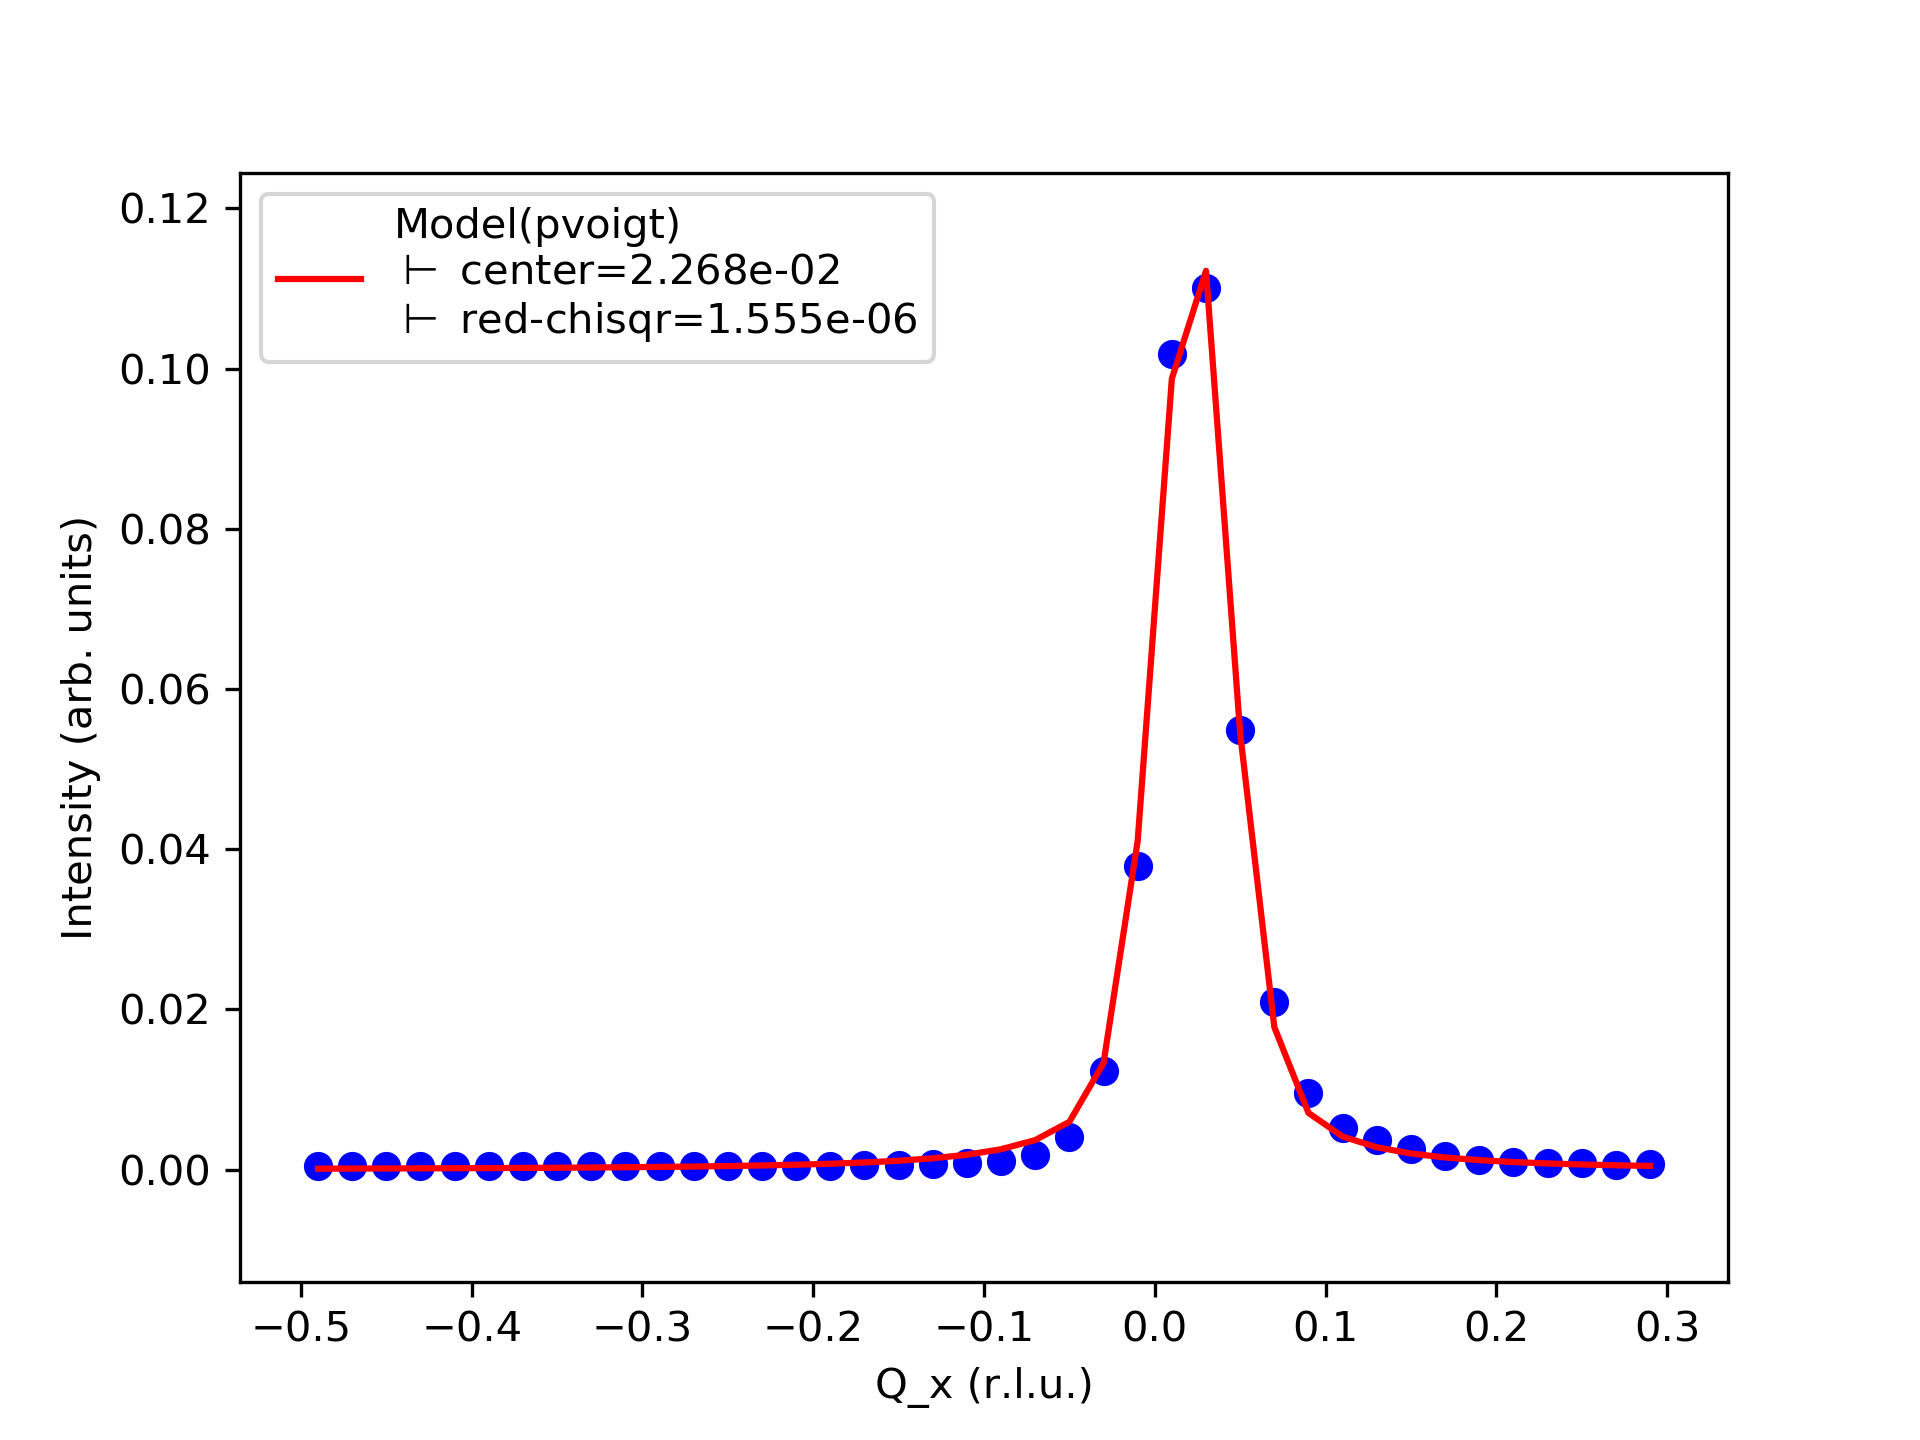 Model(pvoigt)
⊢ center=2.268e-02
⊢ red-chisqr=1.555e-06
0.12
0.10
0.08
0.06
0.04
0.02
0.00
Intensity (arb. units)
−0.5 −0.4 −0.3 −0.2 −0.1 0.0 0.1 0.2 0.3
Q_x (r.l.u.)